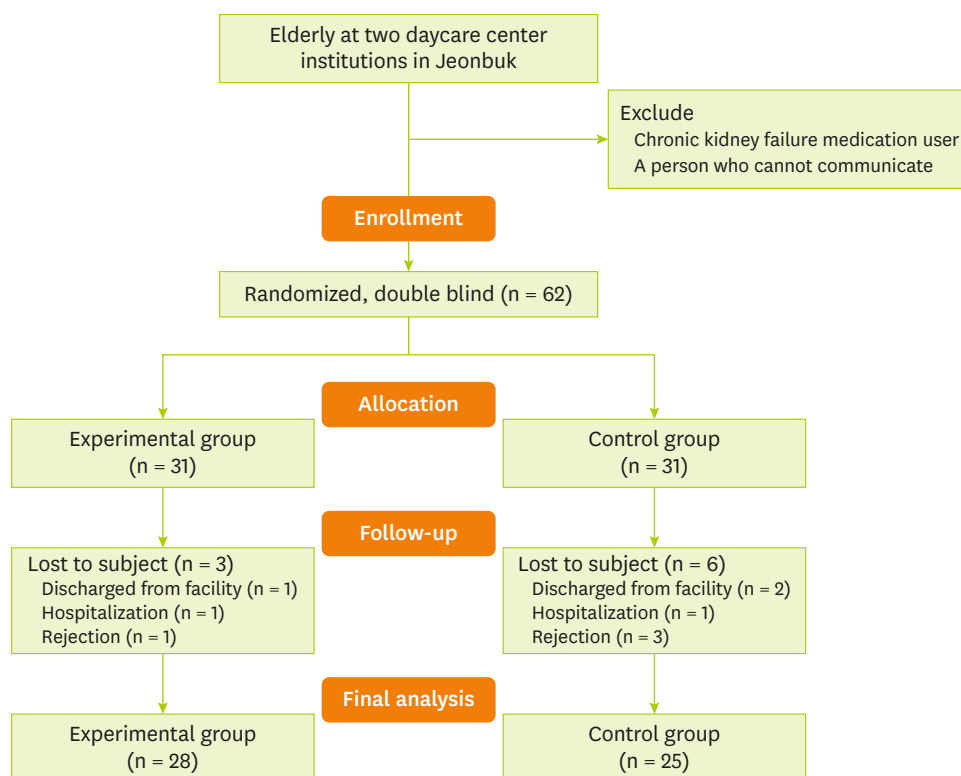 Elderly at two daycare center
institutions in Jeonbuk
Exclude
Chronic kidney failure medication user
A person who cannot communicate
Enrollment
Randomized, double blind (n = 62)
Allocation
Experimental group
(n = 31)
Control group
(n = 31)
Follow-up
Lost to subject (n = 3)
Discharged from facility (n = 1)
Hospitalization (n = 1)
Rejection (n = 1)
Lost to subject (n = 6)
Discharged from facility (n = 2)
Hospitalization (n = 1)
Rejection (n = 3)
Final analysis
Experimental group
(n = 28)
Control group
(n = 25)